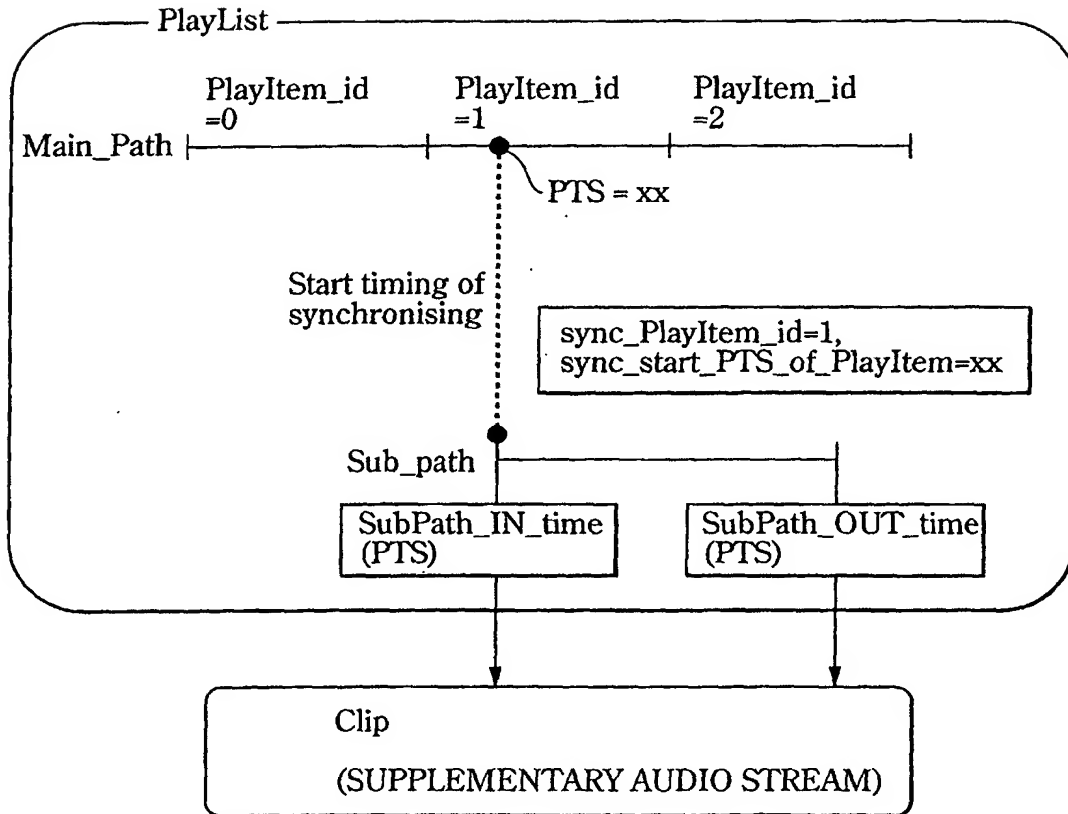 PlayList
PlayItem_id
=0
PlayItem_id
=1
PlayItem_id
=2
Main_Path
PTS = xx
Start timing of
synchronising
sync_PlayItem_id=1,
sync_start_PTS_of_PlayItem=xx
Sub_path
SubPath_IN_time
(PTS)
SubPath_OUT_time
(PTS)
Clip
(SUPPLEMENTARY AUDIO STREAM)